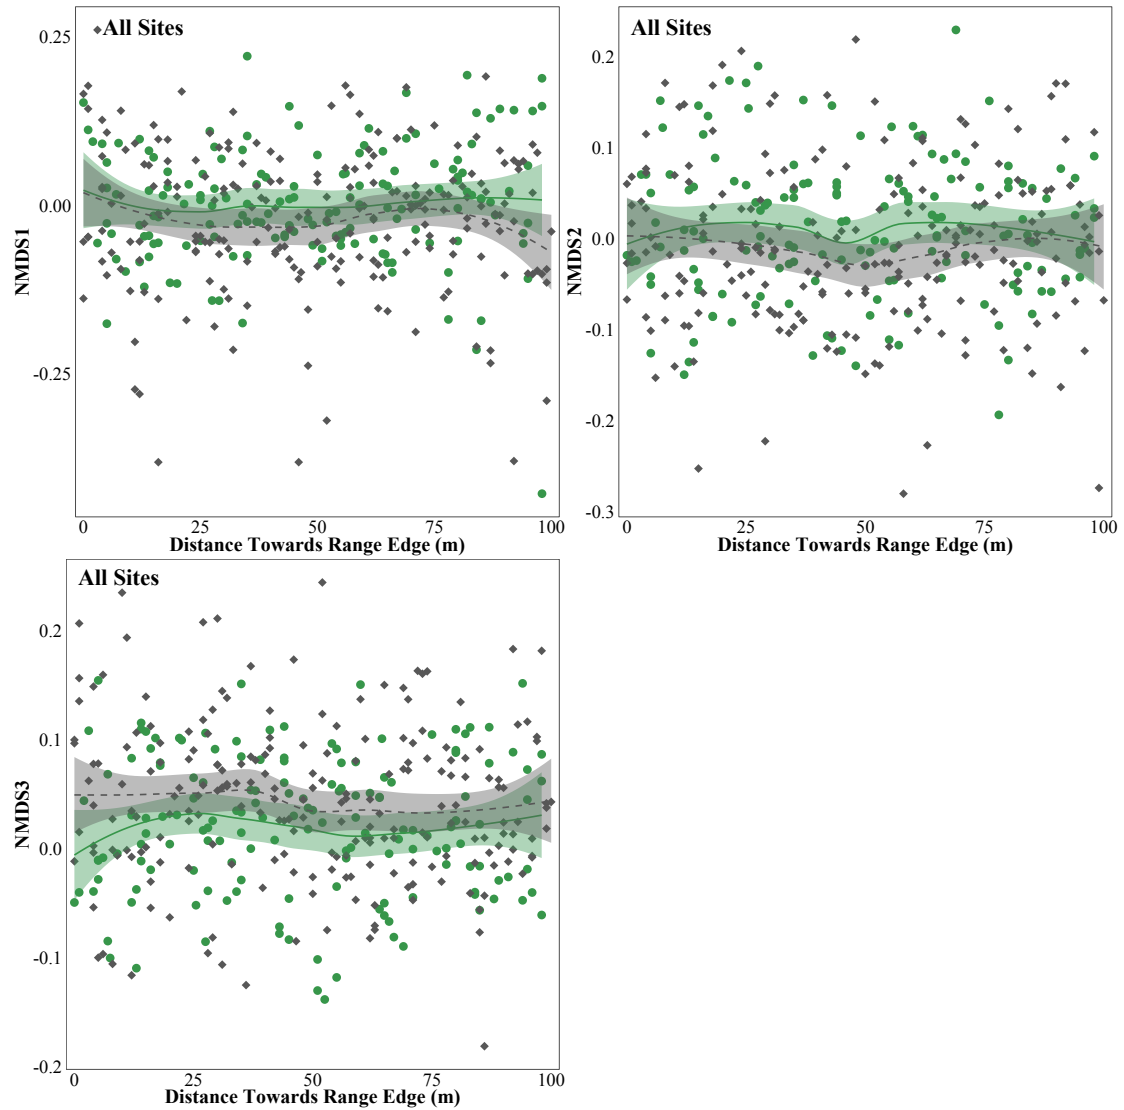 All Sites
0.25
0.00
-0.25
NMDS1
0 25 50 75 100
Distance Towards Range Edge (m)
All Sites
0.2
0.1
0.0
-0.1
-0.2
-0.3
NMDS2
0 25 50 75 100
Distance Towards Range Edge (m)
All Sites
0.2
0.1
0.0
-0.1
-0.2
NMDS3
0 25 50 75 100
Distance Towards Range Edge (m)